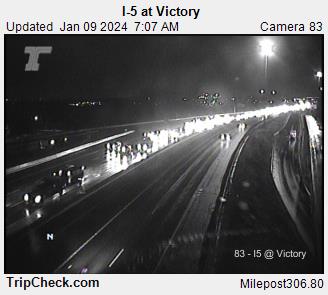 I-5 at Victory
Updated Jan 09 2024 7:07 AM Camera 83
T
N
83 - I5 @ Victory
TripCheck.com Milepost306.80